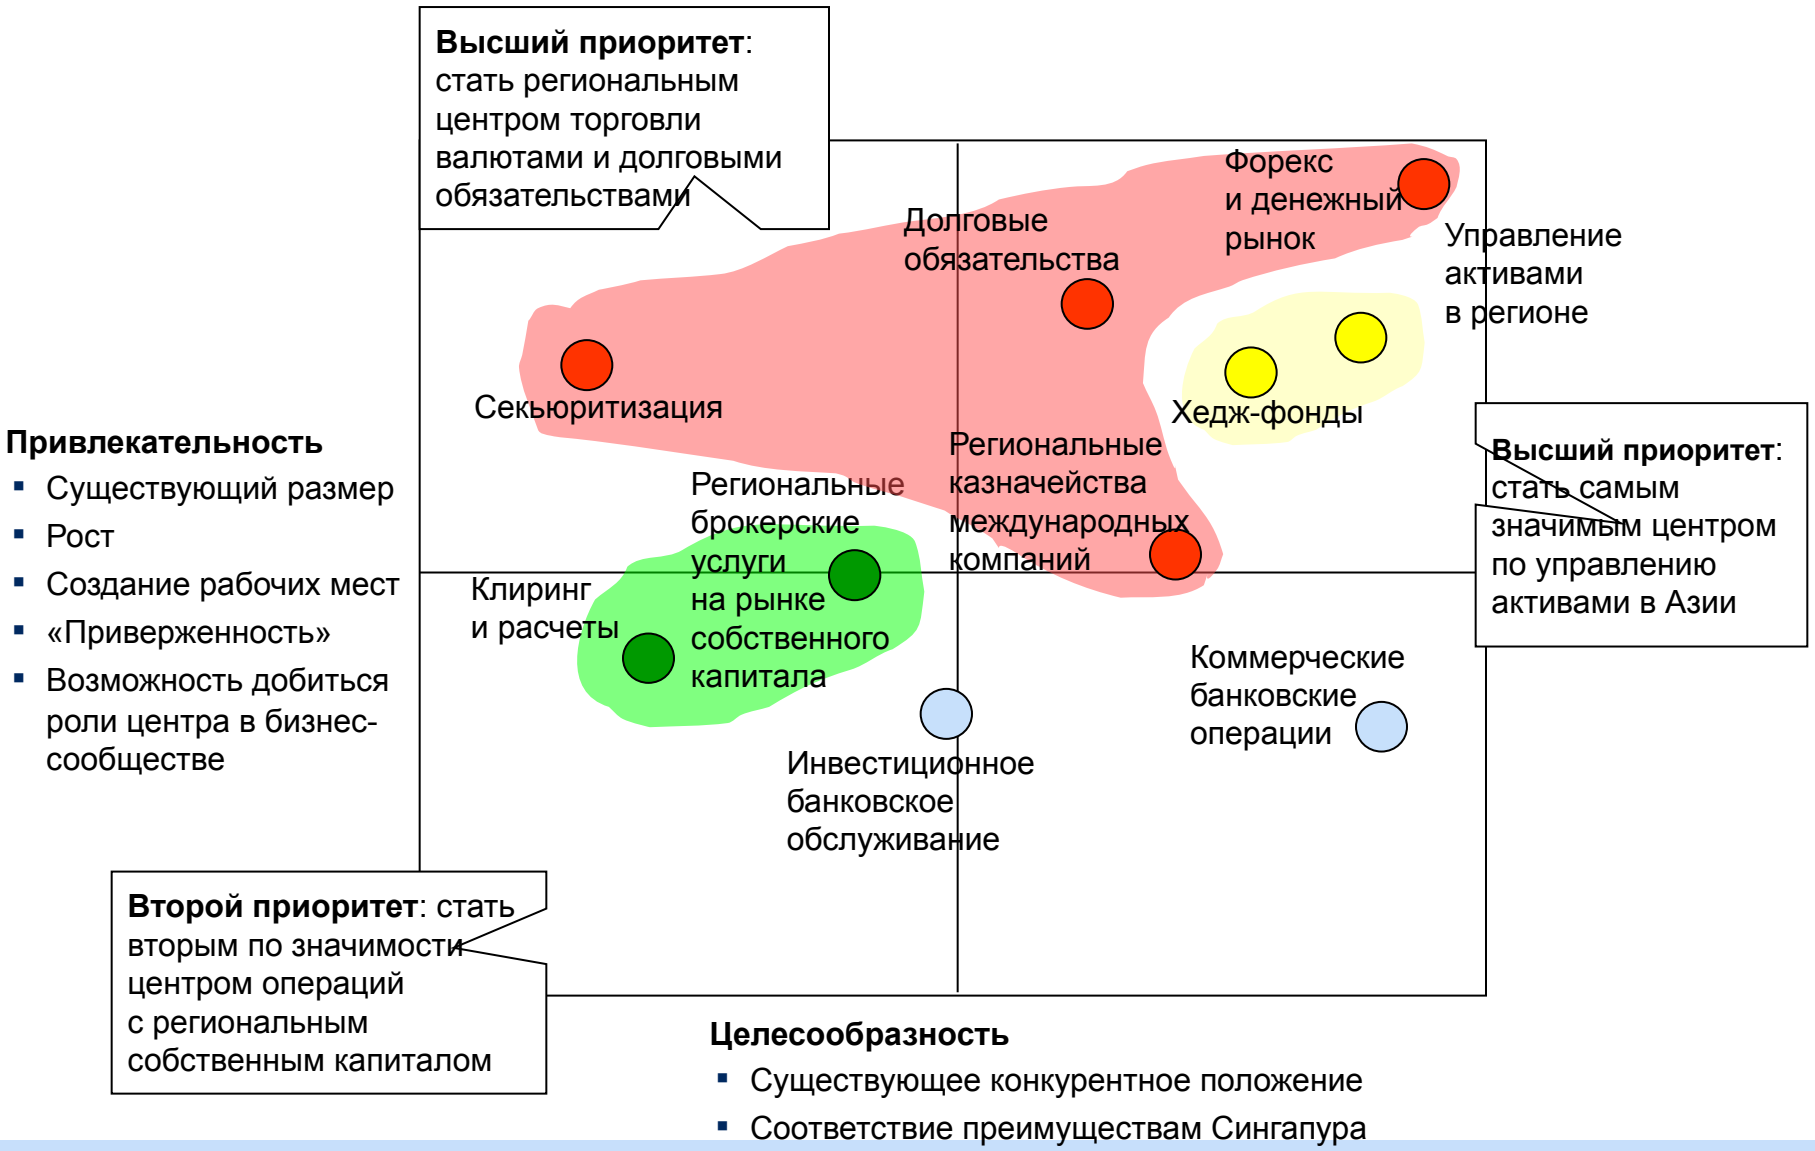 Высший приоритет:
стать региональным
центром торговли
валютами и долговыми
обязательствами
Форекс
и денежный
рынок
Долговые
обязательства
Управление
активами
в регионе
Секьюритизация
Хедж-фонды
Привлекательность
Существующий размер
Рост
Создание рабочих мест
«Приверженность»
Возможность добиться
роли центра в бизнес-
сообществе
Региональные
брокерские
услуги
на рынке
собственного
капитала
Региональные
казначейства
международных
компаний
Высший приоритет:
стать самым
значимым центром
по управлению
активами в Азии
Клиринг
и расчеты
Коммерческие
банковские
операции
Инвестиционное
банковское
обслуживание
Второй приоритет: стать
вторым по значимости
центром операций
с региональным
собственным капиталом
Целесообразность
Существующее конкурентное положение
Соответствие преимуществам Сингапура